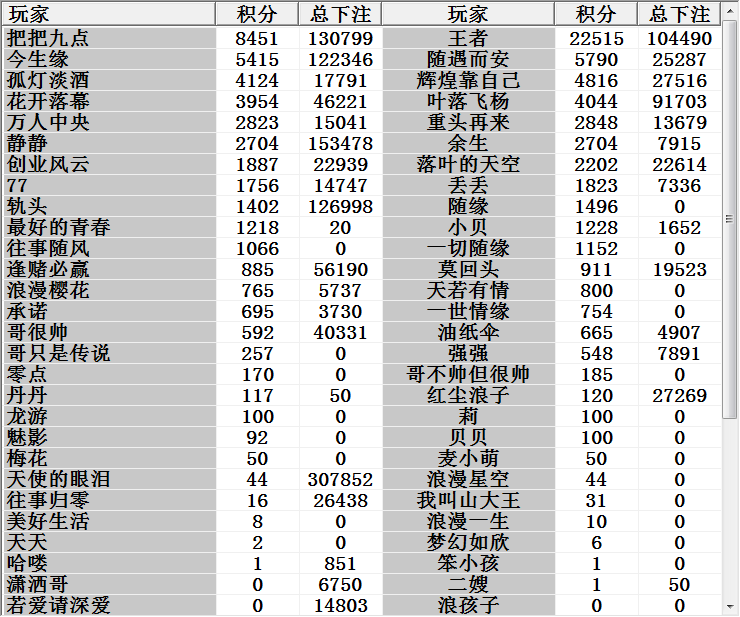 玩家 积分 总下注 玩家 积分 总下注
把把九点 8451 130799 王者 22515 104490
今生缘 5415 122346 随遇而安 5790 25287
孤灯淡酒 4124 17791 辉煌靠自己 4816 27516
花开落幕 3954 46221 叶落飞杨 4044 91703
万人中央 2823 15041 重头再来 2848 13679
静静 2704 153478 余生 2704 7915
创业风云 1887 22939 落叶的天空 2202 22614
77 1756 14747 丢丢 1823 7336
轨头 1402 126998 随缘 1496 0
最好的青春 1218 20 小贝 1228 1652
往事随风 1066 0 一切随缘 1152 0
逢赌必赢 885 56190 莫回头 911 19523
浪漫樱花 765 5737 天若有情 800 0
承诺 695 3730 一世情缘 754 0
哥很帅 592 40331 油纸伞 665 4907
哥只是传说 257 0 强强 548 7891
零点 170 0 哥不帅但很帅 185 0
丹丹 117 50 红尘浪子 120 27269
龙游 100 0 莉 100 0
魅影 92 0 贝贝 100 0
梅花 50 0 麦小萌 50 0
天使的眼泪 44 307852 浪漫星空 44 0
往事归零 16 26438 我叫山大王 31 0
美好生活 8 0 浪漫一生 10 0
天天 2 0 梦幻如欣 6 0
哈喽 1 851 笨小孩 1 0
潇洒哥 0 6750 二嫂 1 50
若爱请深爱 0 14803 浪孩子 0 0